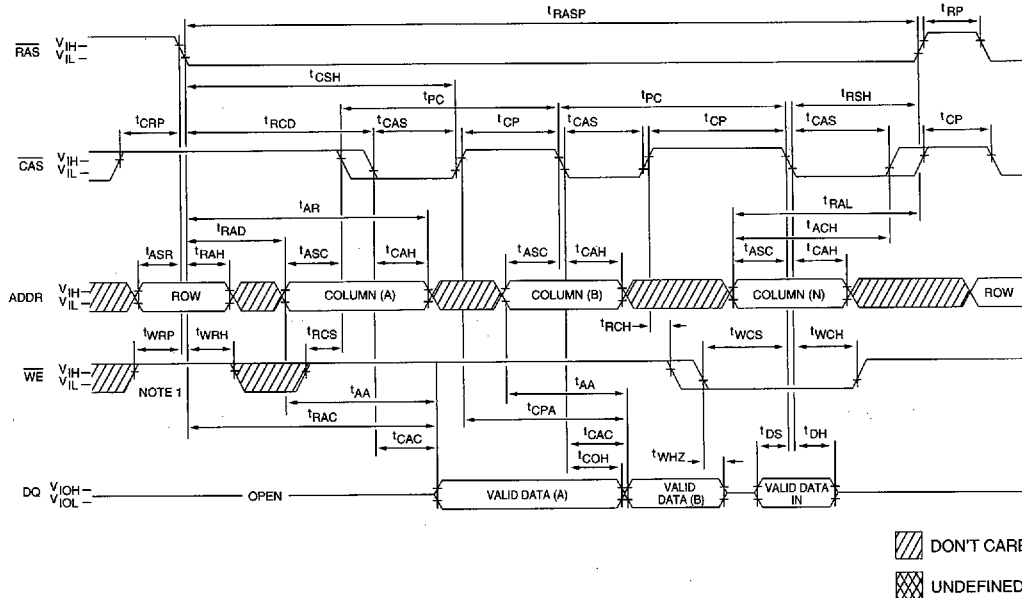 tRASP tRP
RAS VIH VIL
tCSH
tPC tPC tRSH
tCRP tRCD tCAS tCP tCAS tCP tCAS tCP
CAS VIH VIL
tAR tRAL
tRAD tACH
tASR tRAH tASC tCAH tASC tCAH tASC tCAH
ADDR VIH VIL ROW COLUMN (A) COLUMN (B) COLUMN (N) ROW
tRCH
tWRP tWRH tRCS tWCS tWCH
WE VIH VIL NOTE 1
tAA tAA
tRAC tCPA
tCAC tCAC tDS tDH
tCOH tWHZ
DQ VIOH VIOL OPEN VALID DATA (A) VALID DATA (B) VALID DATA IN
DON'T CARE
UNDEFINED